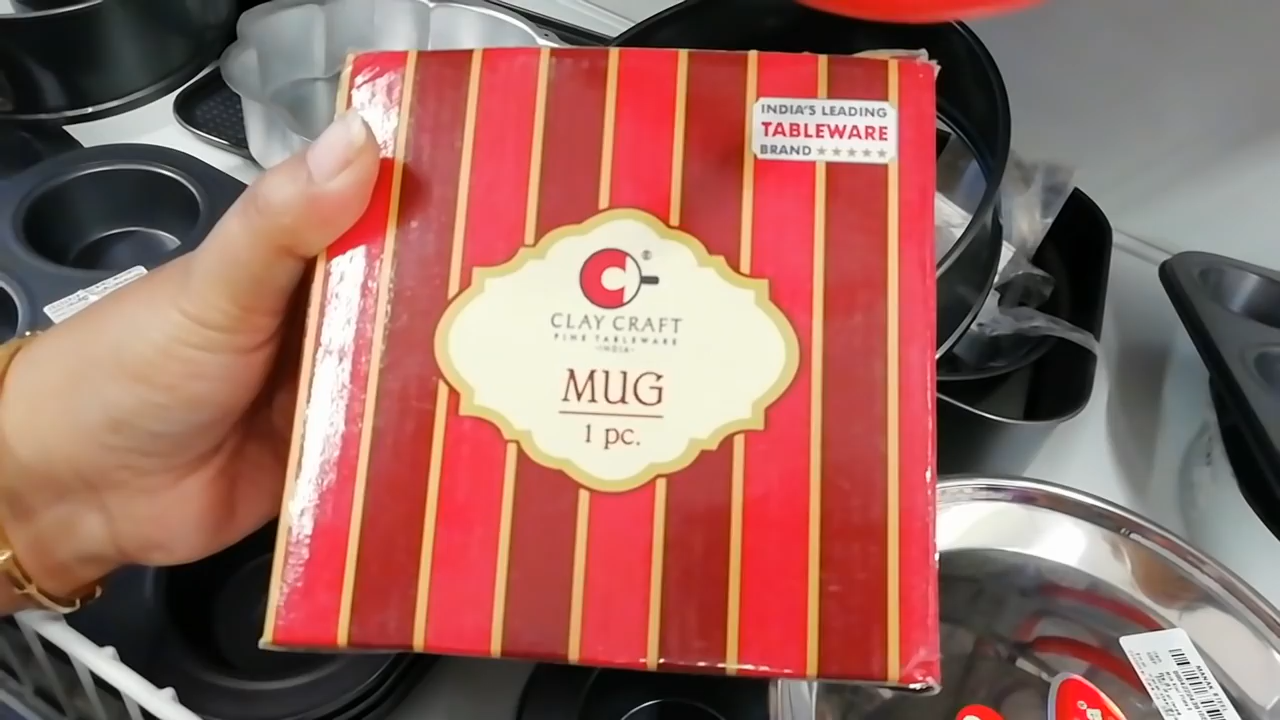 INDIA'S LEADING
TABLEWARE
BRAND ★★★★★
CLAY CRAFT
FINE TABLEWARE
-INDIA-
MUG
1 pc.